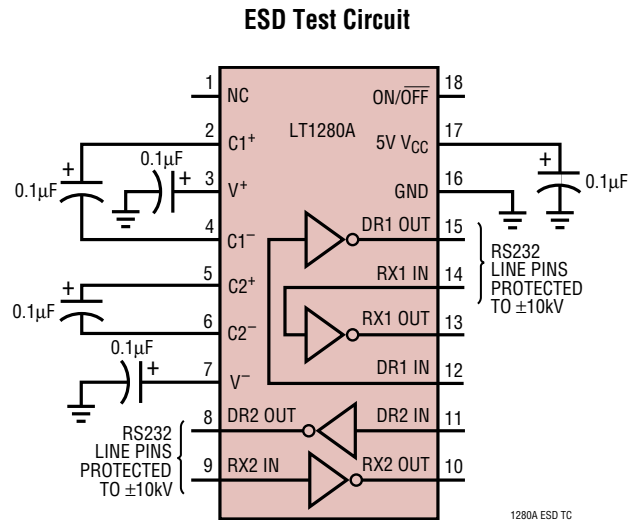 ESD Test Circuit
1
NC
18
ON/OFF
LT1280A
2
C1+
17
5V VCC
+
0.1µF
0.1µF
+
3
V+
16
GND
+
0.1µF
4
C1–
15
DR1 OUT
14
RX1 IN
RS232
LINE PINS
PROTECTED
TO ±10kV
5
C2+
+
0.1µF
6
C2–
13
RX1 OUT
0.1µF
+
7
V–
12
DR1 IN
8
DR2 OUT
11
DR2 IN
RS232
LINE PINS
PROTECTED
TO ±10kV
9
RX2 IN
10
RX2 OUT
1280A ESD TC